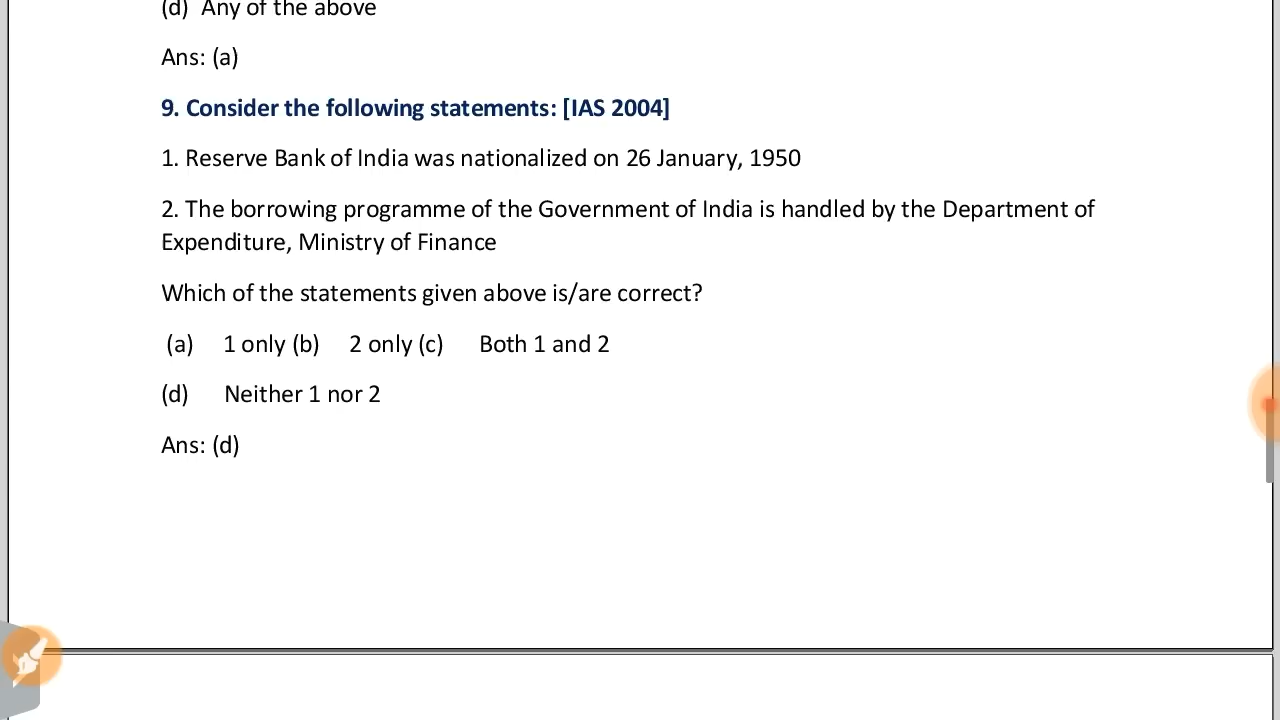 (d) Any of the above
Ans: (a)
9. Consider the following statements: [IAS 2004]
1. Reserve Bank of India was nationalized on 26 January, 1950
2. The borrowing programme of the Government of India is handled by the Department of
Expenditure, Ministry of Finance
Which of the statements given above is/are correct?
(a) 1 only (b) 2 only (c) Both 1 and 2
(d) Neither 1 nor 2
Ans: (d)